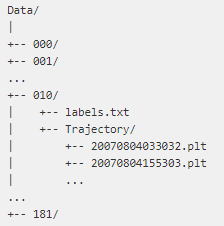 Data/
|
+-- 000/
+-- 001/
...
+-- 010/
|   +-- labels.txt
|   +-- Trajectory/
|       +-- 20070804033032.plt
|       +-- 20070804155303.plt
|       ...
...
+-- 181/